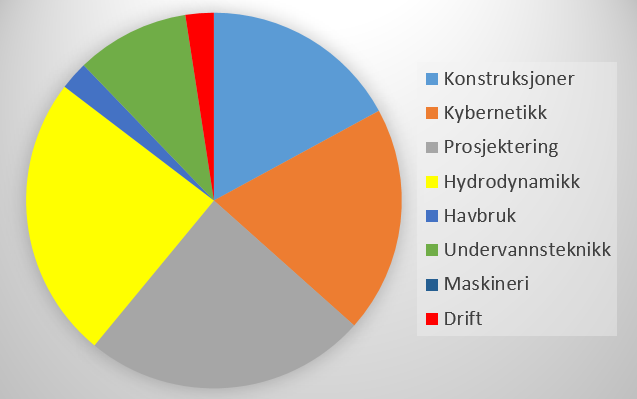 Konstruksjoner
Kybernetikk
Prosjektering
Hydrodynamikk
Havbruk
Undervannsteknikk
Maskineri
Drift